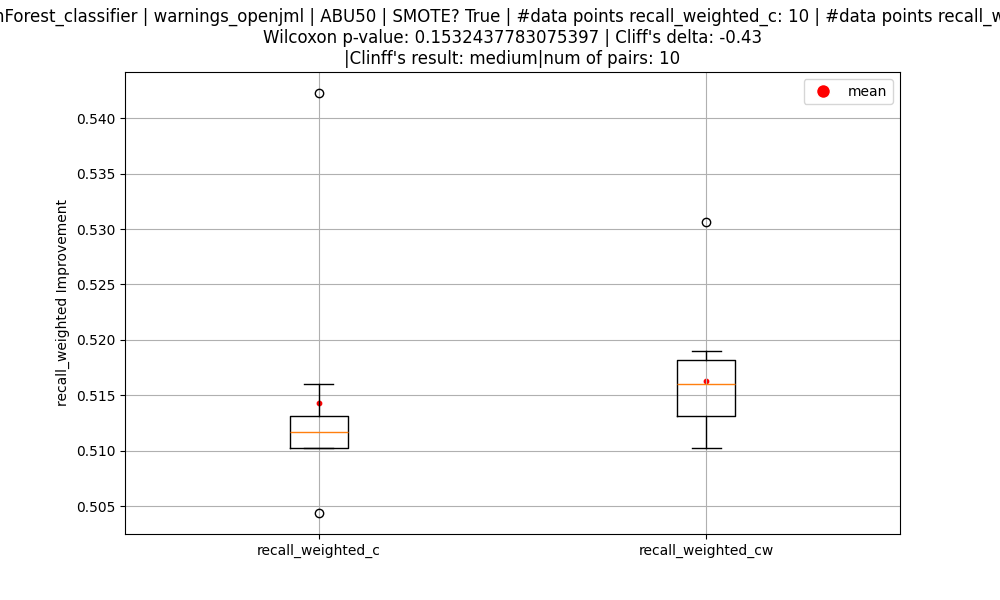 Forest_classifier | warnings_openjml | ABU50 | SMOTE? True | #data points recall_weighted_c: 10 | #data points
Wilcoxon p-value: 0.1532437783075397 | Cliff's delta: -0.43
|Clinff's result: medium|num of pairs: 10
mean
0.540
0.535
0.530
0.525
0.520
0.515
0.510
0.505
recall_weighted Improvement
recall_weighted_c
recall_weighted_cw